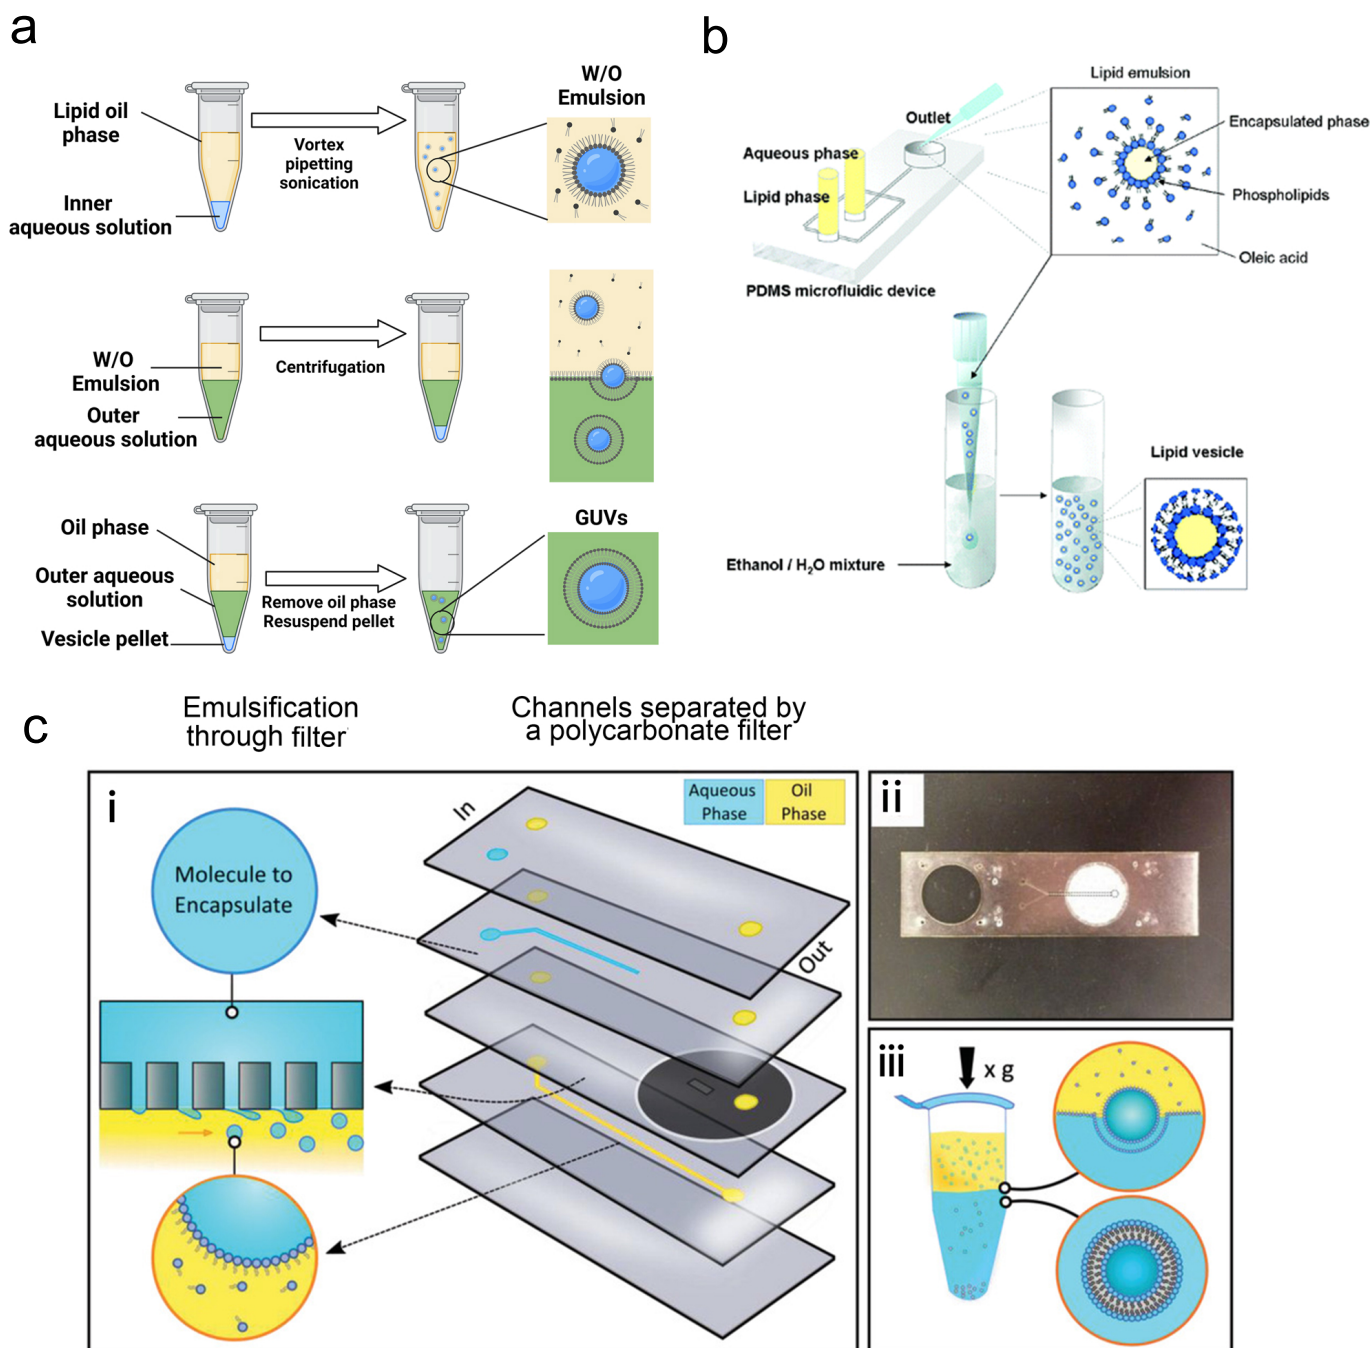 a
Lipid oil
phase
Inner
aqueous solution
Vortex
pipetting
sonication
W/O
Emulsion
W/O
Emulsion
Outer
aqueous solution
Centrifugation
Oil phase
Outer aqueous
solution
Vesicle pellet
Remove oil phase
Resuspend pellet
GUVs
b
Lipid emulsion
Outlet
Aqueous phase
Lipid phase
PDMS microfluidic device
Encapsulated phase
Phospholipids
Oleic acid
Lipid vesicle
Ethanol / H₂O mixture
c
Emulsification
through filter
Channels separated by
a polycarbonate filter
i
Molecule to
Encapsulate
In
Out
Aqueous
Phase
Oil
Phase
ii
iii
x g